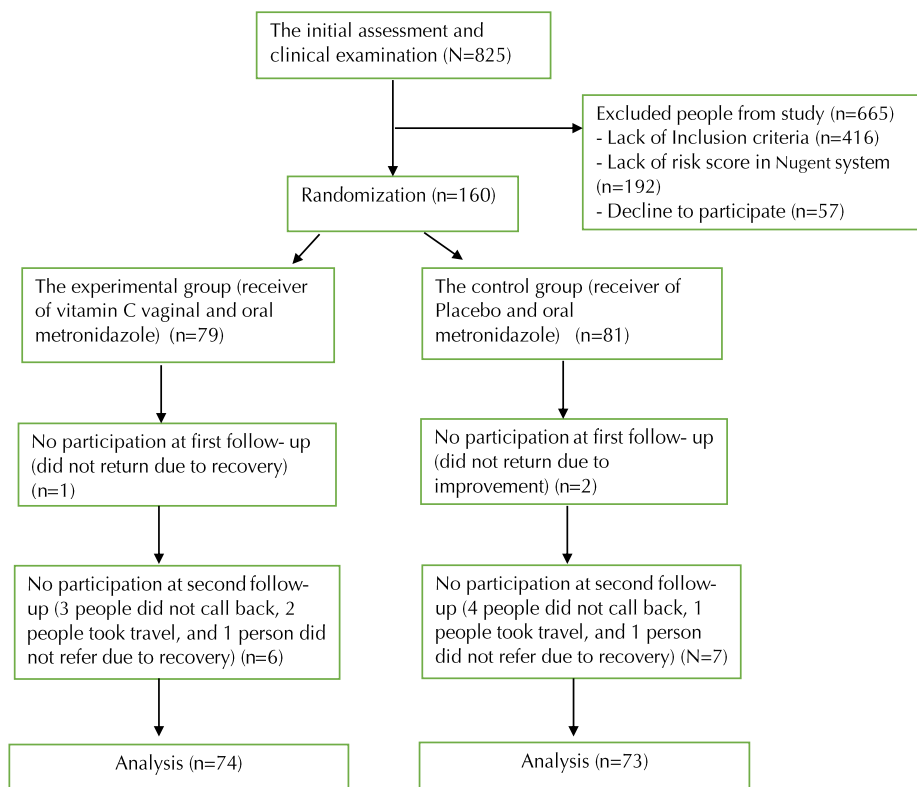 The initial assessment and
clinical examination (N=825)
Excluded people from study (n=665)
- Lack of Inclusion criteria (n=416)
- Lack of risk score in Nugent system
(n=192)
- Decline to participate (n=57)
Randomization (n=160)
The experimental group (receiver
of vitamin C vaginal and oral
metronidazole) (n=79)
The control group (receiver of
Placebo and oral
metronidazole) (n=81)
No participation at first follow- up
(did not return due to recovery)
(n=1)
No participation at first follow- up
(did not return due to
improvement) (n=2)
No participation at second follow-
up (3 people did not call back, 2
people took travel, and 1 person did
not refer due to recovery) (n=6)
No participation at second follow-
up (4 people did not call back, 1
people took travel, and 1 person
did not refer due to recovery) (N=7)
Analysis (n=74)
Analysis (n=73)